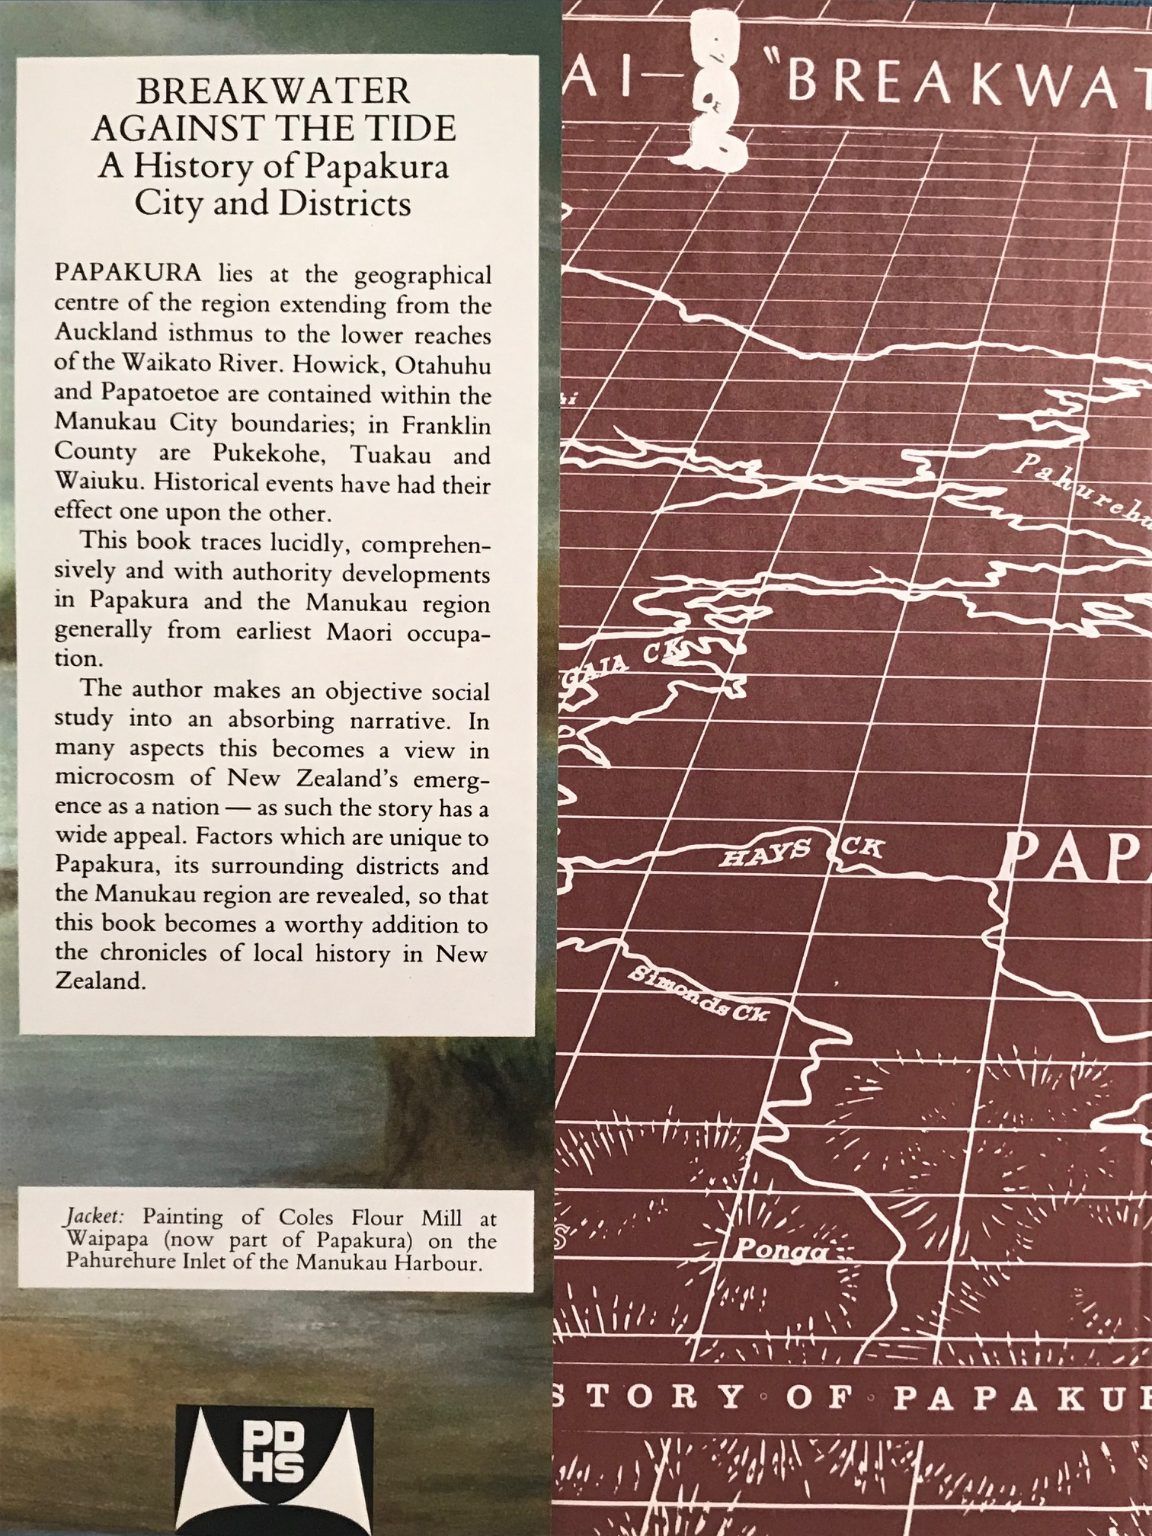 BREAKWATER
AGAINST THE TIDE
A History of Papakura
City and Districts
PAPAKURA lies at the geographical
centre of the region extending from the
Auckland isthmus to the lower reaches
of the Waikato River. Howick, Otahuhu
and Papatoetoe are contained within the
Manukau City boundaries; in Franklin
County are Pukekohe, Tuakau and
Waiuku. Historical events have had their
effect one upon the other.
This book traces lucidly, comprehen-
sively and with authority developments
in Papakura and the Manukau region
generally from earliest Maori occupa-
tion.
The author makes an objective social
study into an absorbing narrative. In
many aspects this becomes a view in
microcosm of New Zealand's emerg-
ence as a nation — as such the story has a
wide appeal. Factors which are unique to
Papakura, its surrounding districts and
the Manukau region are revealed, so that
this book becomes a worthy addition to
the chronicles of local history in New
Zealand.
Jacket: Painting of Coles Flour Mill at
Waipapa (now part of Papakura) on the
Pahurehure Inlet of the Manukau Harbour.
PD
HS
AI— "BREAKWAT
hi
Pahurehu
GAIA CK
HAYS CK
PAPA
Simonds Ck
S
Ponga
STORY OF PAPAKUR